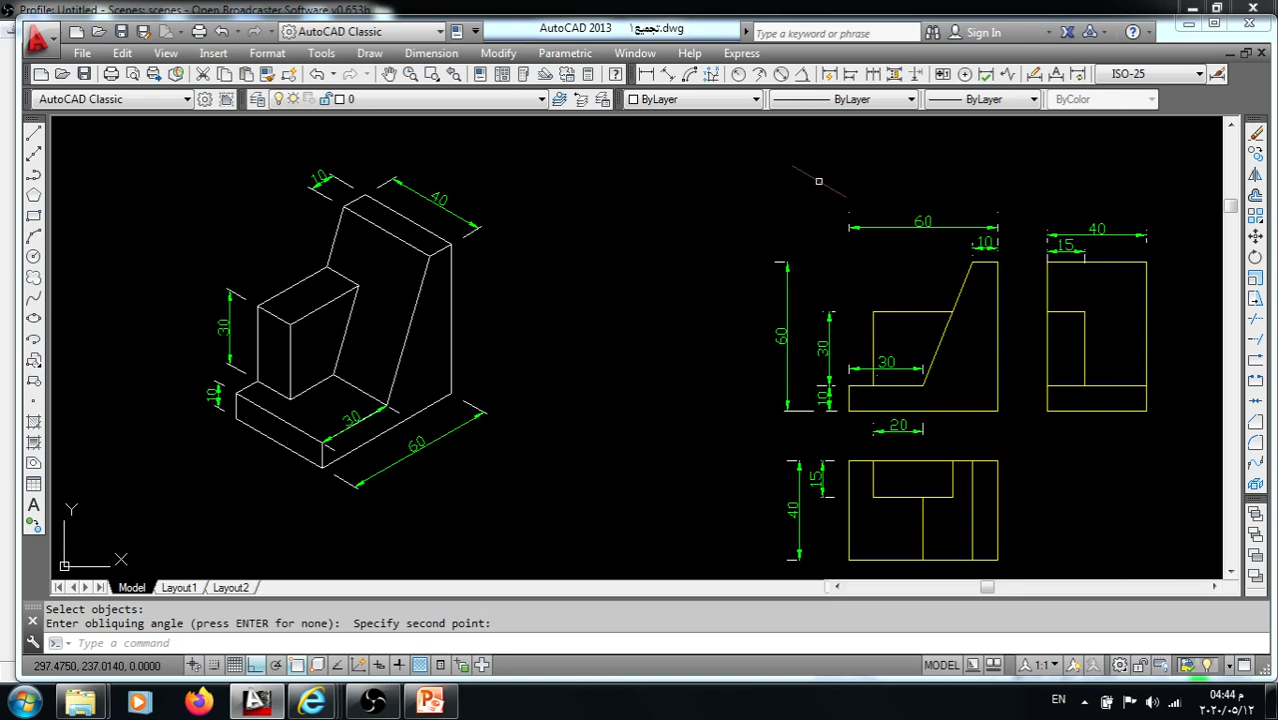 Profile: Untitled - Scenes: scenes - Open Broadcaster Software v0.653b
AutoCAD Classic
AutoCAD 2013 تجميع١.dwg
Type a keyword or phrase
Sign In
File Edit View Insert Format Tools Draw Dimension Modify Parametric Window Help Express
ISO-25
AutoCAD Classic
0
ByLayer
ByLayer
ByLayer
ByColor
10
40
30
10
30
60
60
10
40
15
60
30
30
10
20
15
40
Y
X
Model Layout1 Layout2
Select objects:
Enter obliquing angle (press ENTER for none): Specify second point:
Type a command
297.4750, 237.0140, 0.0000
MODEL
1:1
EN
04:44 م
٢٠٢٠/٠٥/١٢